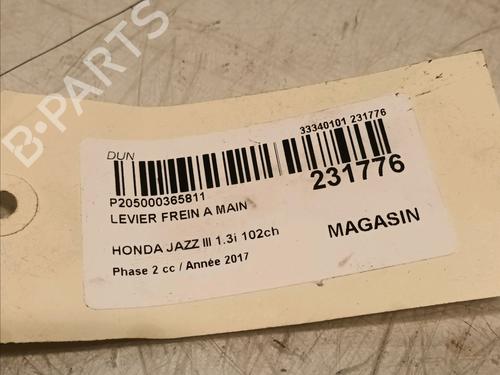 B-PARTS
DUN
33340101 231776
P205000365811
231776
LEVIER FREIN A MAIN
HONDA JAZZ III 1.3i 102ch
MAGASIN
Phase 2 cc / Année 2017